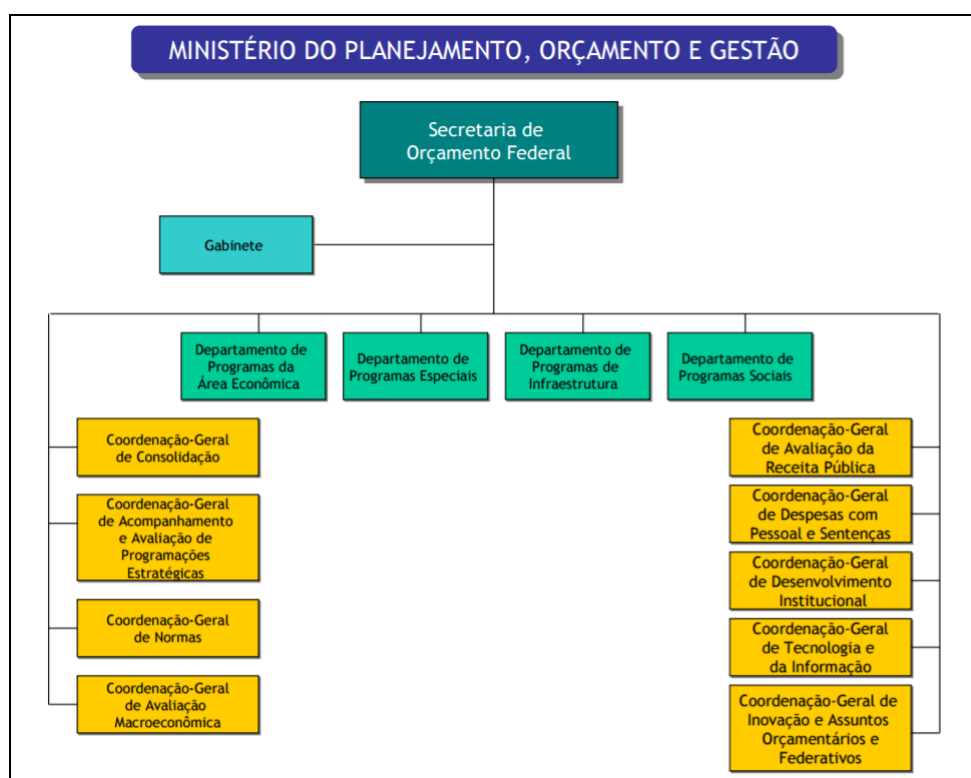 MINISTÉRIO DO PLANEJAMENTO, ORÇAMENTO E GESTÃO
Secretaria de
Orçamento Federal
Gabinete
Departamento de
Programas da
Área Econômica
Departamento de
Programas Especiais
Departamento de
Programas de
Infraestrutura
Departamento de
Programas Sociais
Coordenação-Geral
de Consolidação
Coordenação-Geral
de Acompanhamento
e Avaliação de
Programações
Estratégicas
Coordenação-Geral
de Normas
Coordenação-Geral
de Avaliação
Macroeconômica
Coordenação-Geral
de Avaliação da
Receita Pública
Coordenação-Geral
de Despesas com
Pessoal e Sentenças
Coordenação-Geral
de Desenvolvimento
Institucional
Coordenação-Geral
de Tecnologia e
da Informação
Coordenação-Geral de
Inovação e Assuntos
Orçamentários e
Federativos